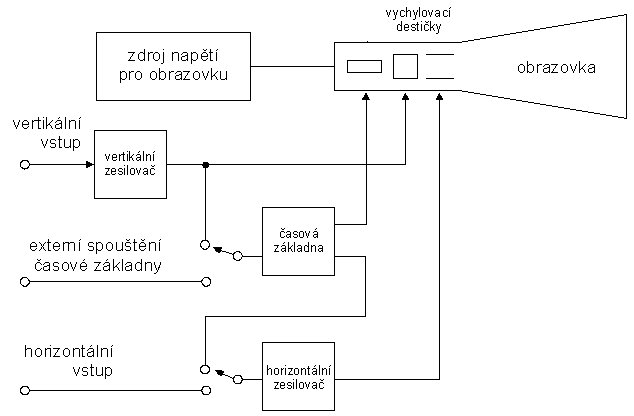 vychylovací
destičky
zdroj napětí
pro obrazovku
obrazovka
vertikální
vstup
vertikální
zesilovač
externí spouštění
časové základny
časová
základna
horizontální
vstup
horizontální
zesilovač